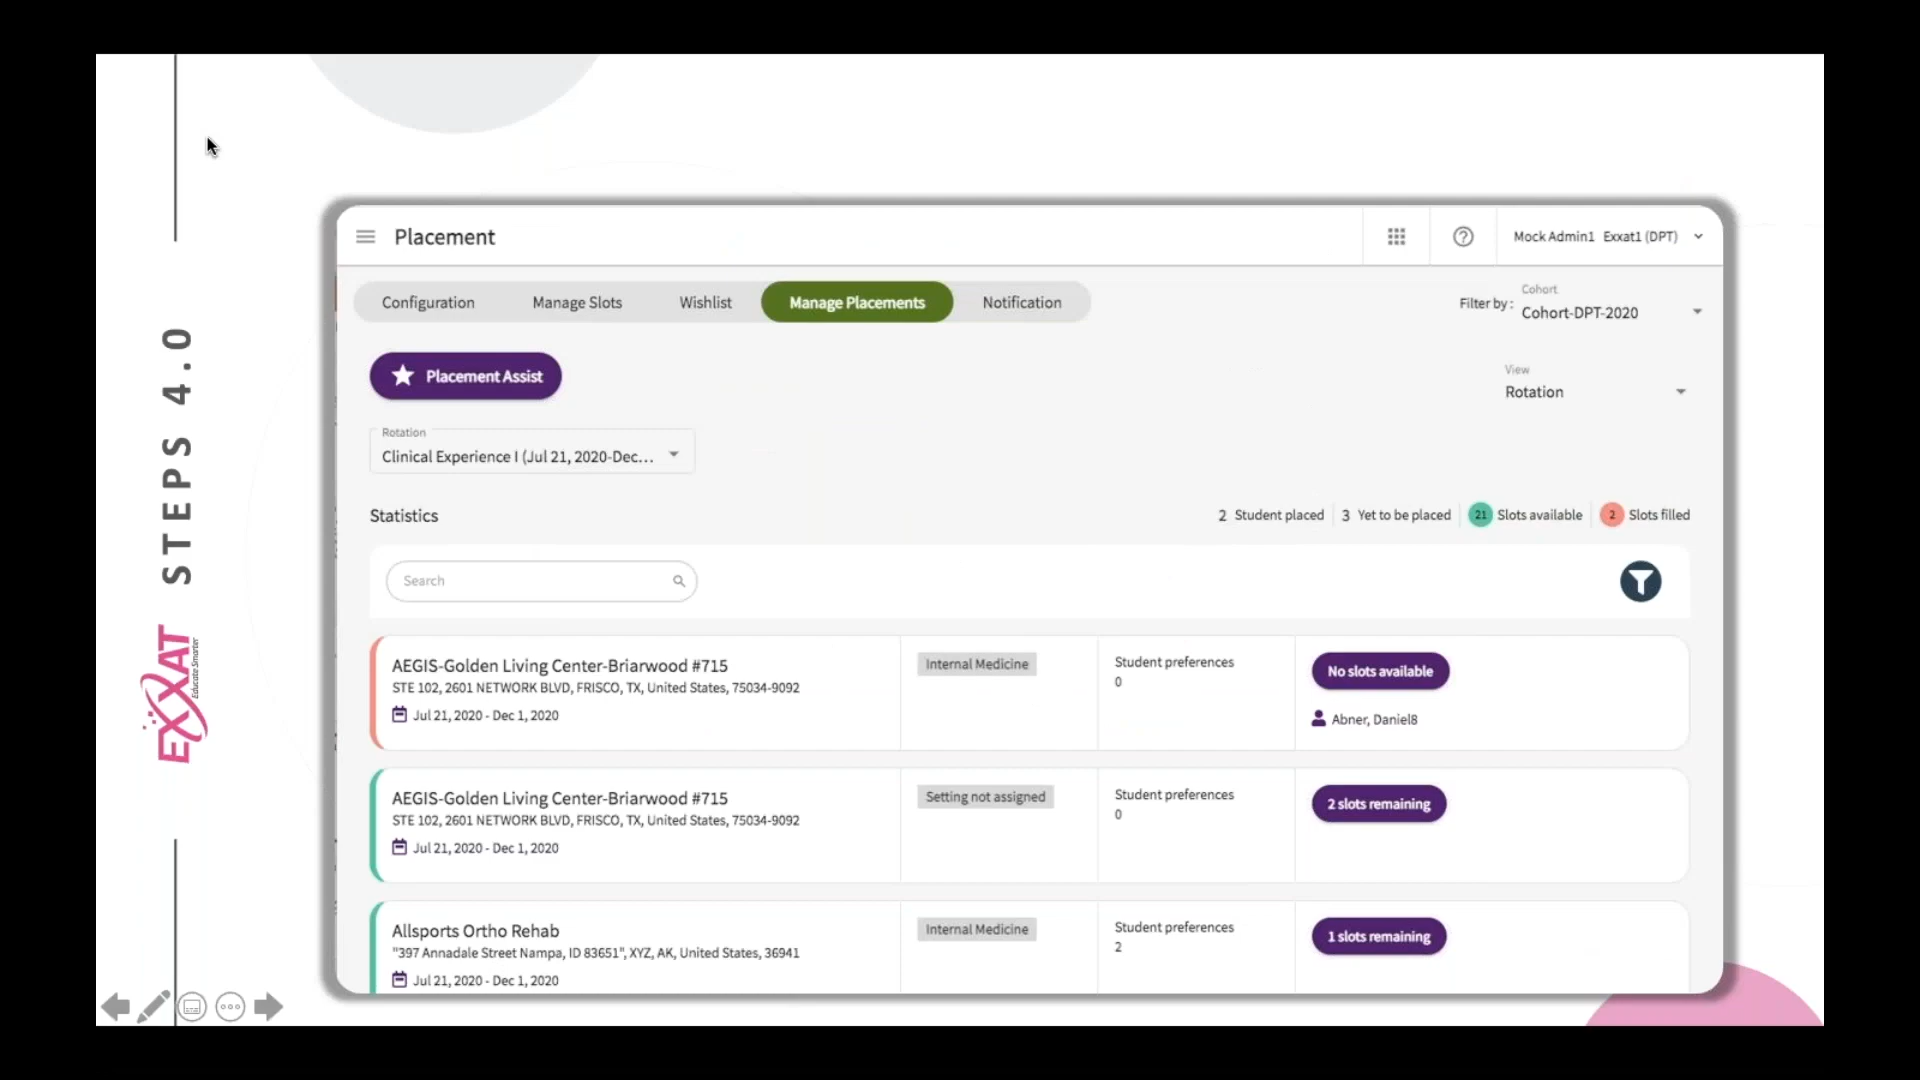 STEPS 4.0
EXXAT
Educate Smarter
Placement
Mock Admin1 Exxat1 (DPT)
Configuration
Manage Slots
Wishlist
Manage Placements
Notification
Filter by :
Cohort
Cohort-DPT-2020
Placement Assist
View
Rotation
Rotation
Clinical Experience I (Jul 21, 2020-Dec...
Statistics
2 Student placed
3 Yet to be placed
21 Slots available
2 Slots filled
Search
AEGIS-Golden Living Center-Briarwood #715
STE 102, 2601 NETWORK BLVD, FRISCO, TX, United States, 75034-9092
Jul 21, 2020 - Dec 1, 2020
Internal Medicine
Student preferences
0
No slots available
Abner, Daniel8
AEGIS-Golden Living Center-Briarwood #715
STE 102, 2601 NETWORK BLVD, FRISCO, TX, United States, 75034-9092
Jul 21, 2020 - Dec 1, 2020
Setting not assigned
Student preferences
0
2 slots remaining
Allsports Ortho Rehab
"397 Annadale Street Nampa, ID 83651", XYZ, AK, United States, 36941
Jul 21, 2020 - Dec 1, 2020
Internal Medicine
Student preferences
2
1 slots remaining